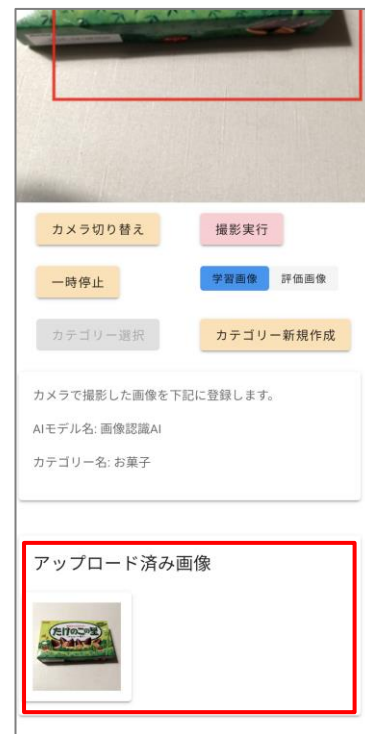 カメラ切り替え
撮影実行
一時停止
学習画像
評価画像
カテゴリー選択
カテゴリー新規作成
カメラで撮影した画像を下記に登録します。
AIモデル名: 画像認識AI
カテゴリー名: お菓子
アップロード済み画像
たけのこの里